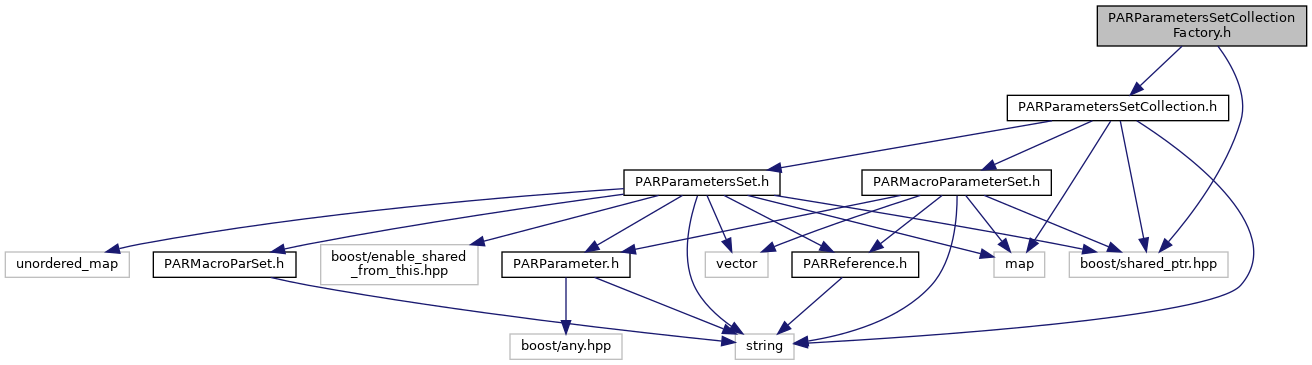 PARParametersSetCollection
Factory.h
PARParametersSetCollection.h
PARParametersSet.h
PARMacroParameterSet.h
unordered_map
PARMacroParSet.h
boost/enable_shared
_from_this.hpp
PARParameter.h
vector
PARReference.h
map
boost/shared_ptr.hpp
boost/any.hpp
string